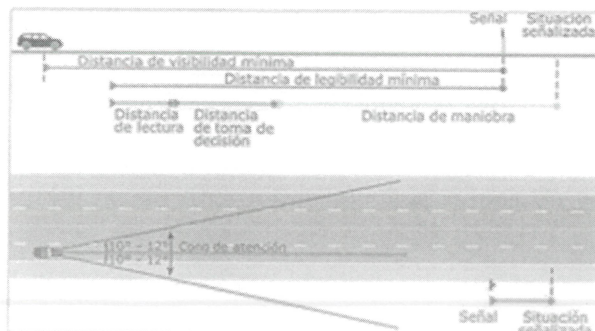 Señal
Situación
señalizada
Distancia de visibilidad mínima
Distancia de legibilidad mínima
Distancia
de lectura
Distancia
de toma de
decisión
Distancia de maniobra
10° - 12°
Cono de atención
10° - 12°
Señal
Situación
señalizada